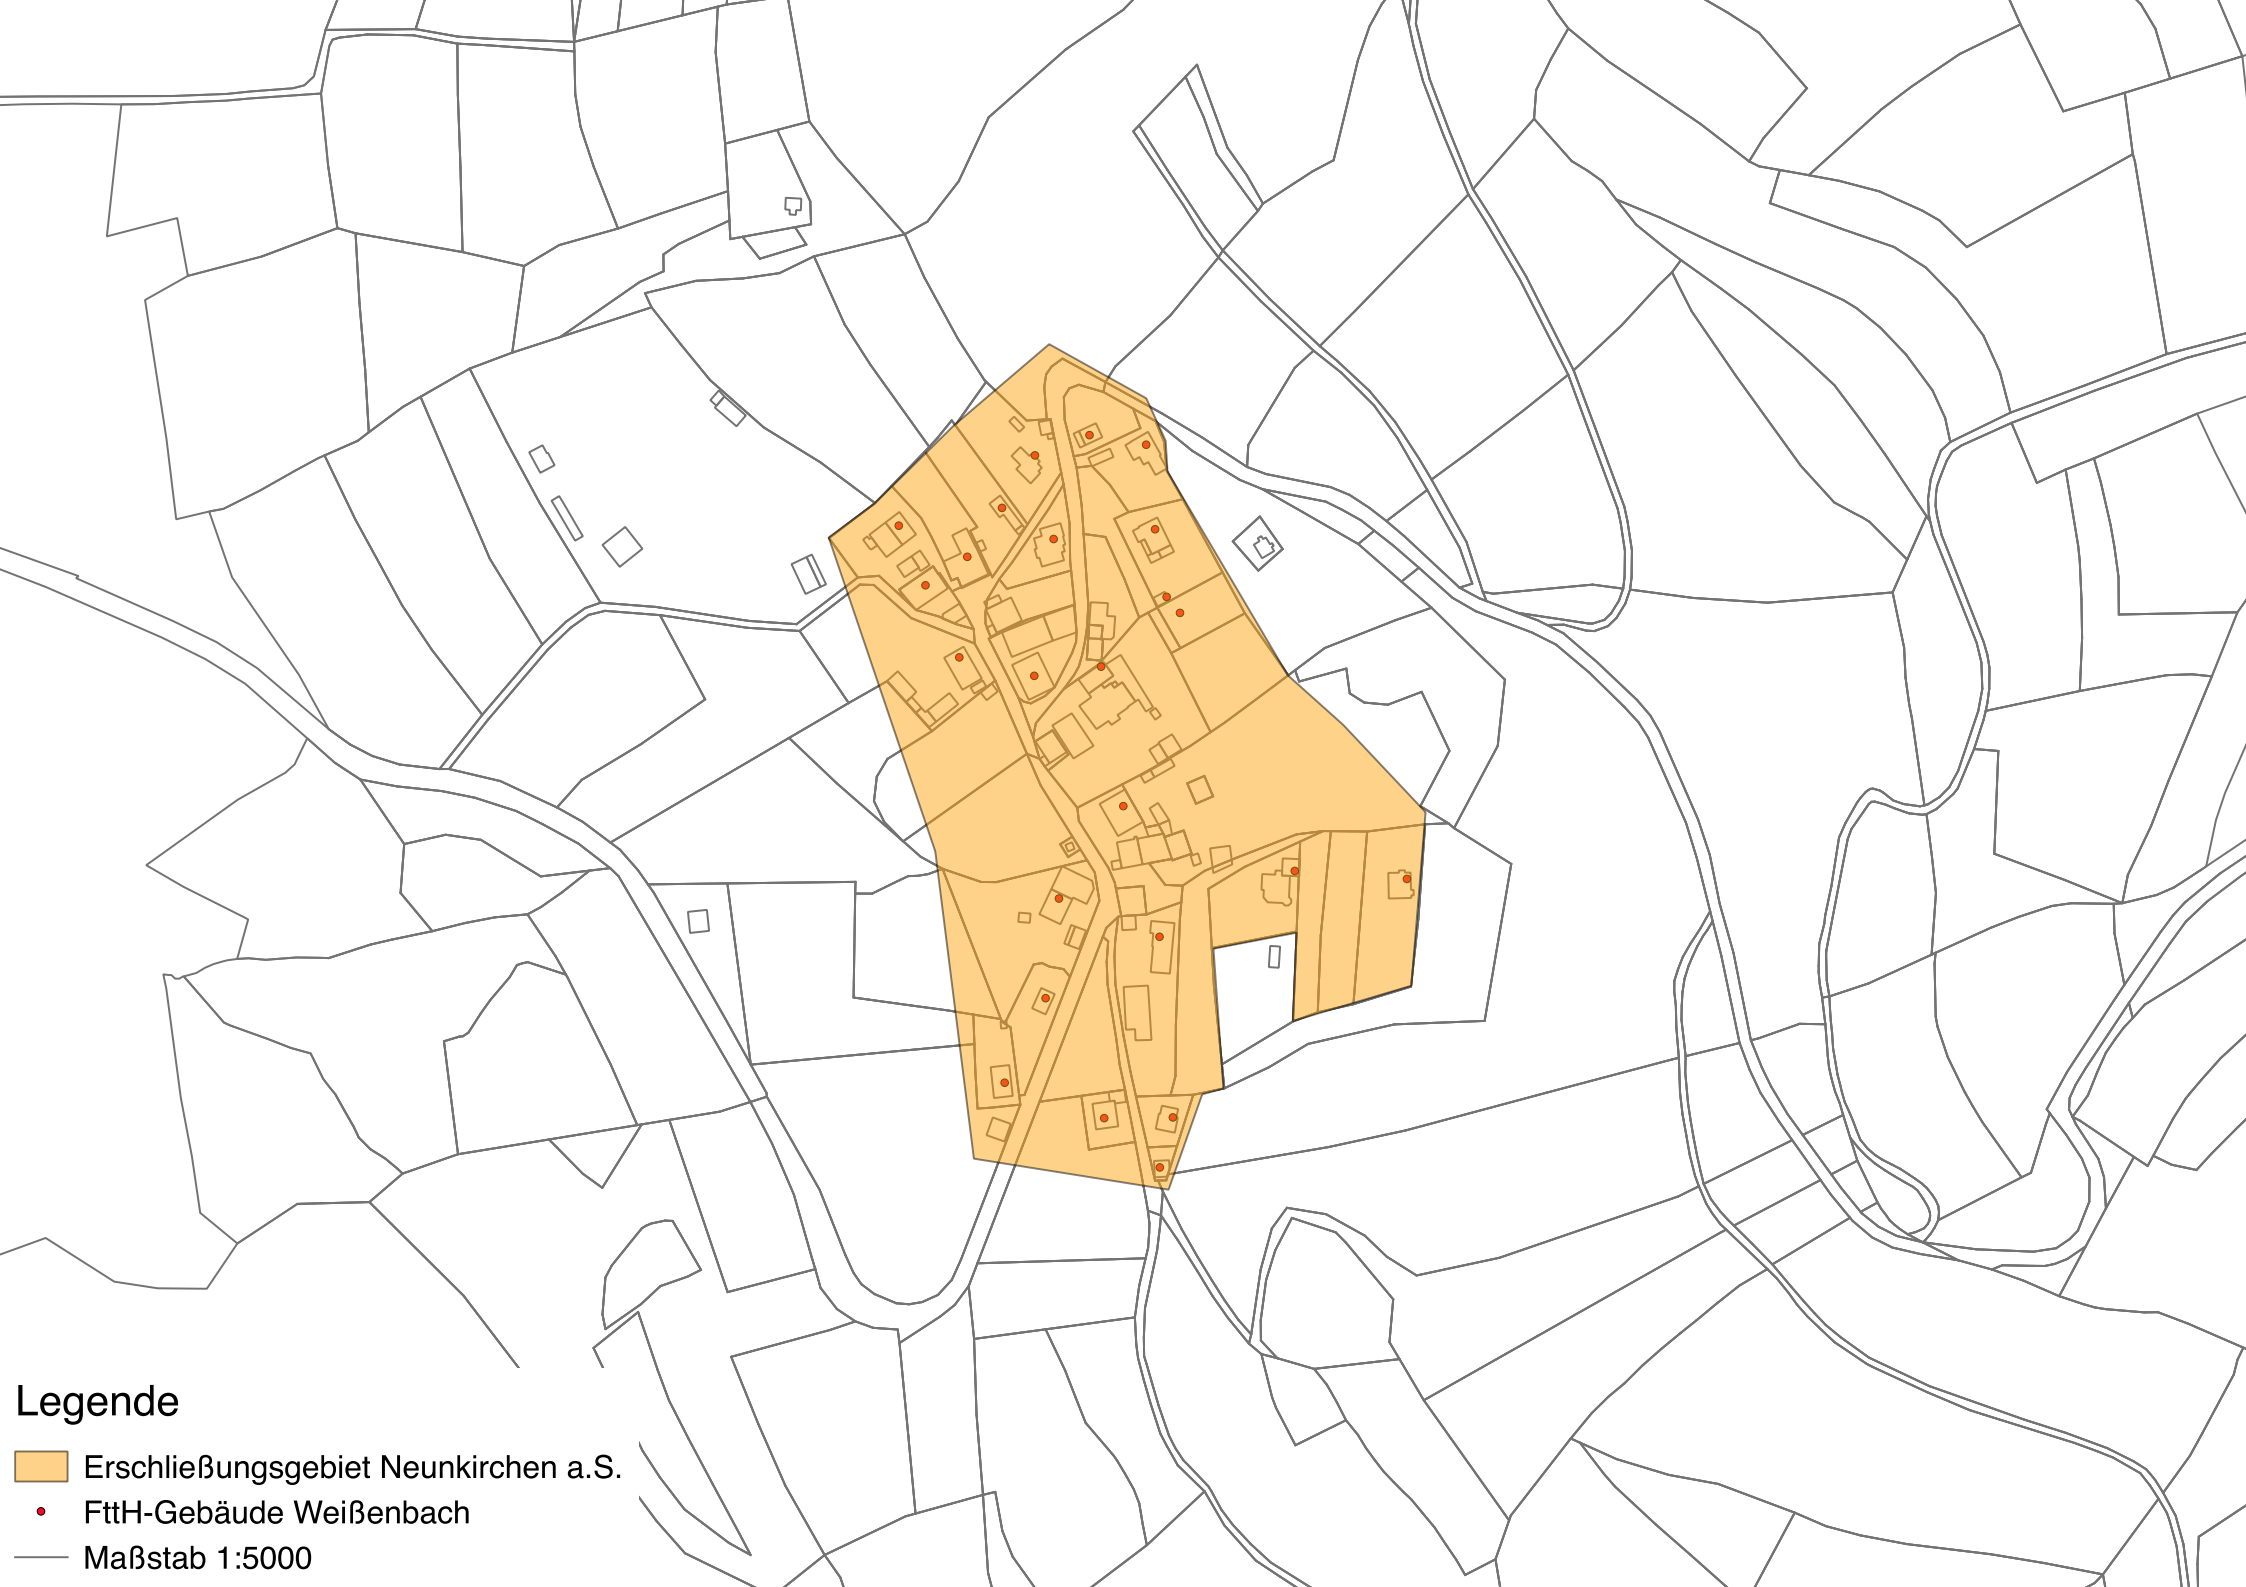 Legende
Erschließungsgebiet Neunkirchen a.S.
FttH-Gebäude Weißenbach
Maßstab 1:5000